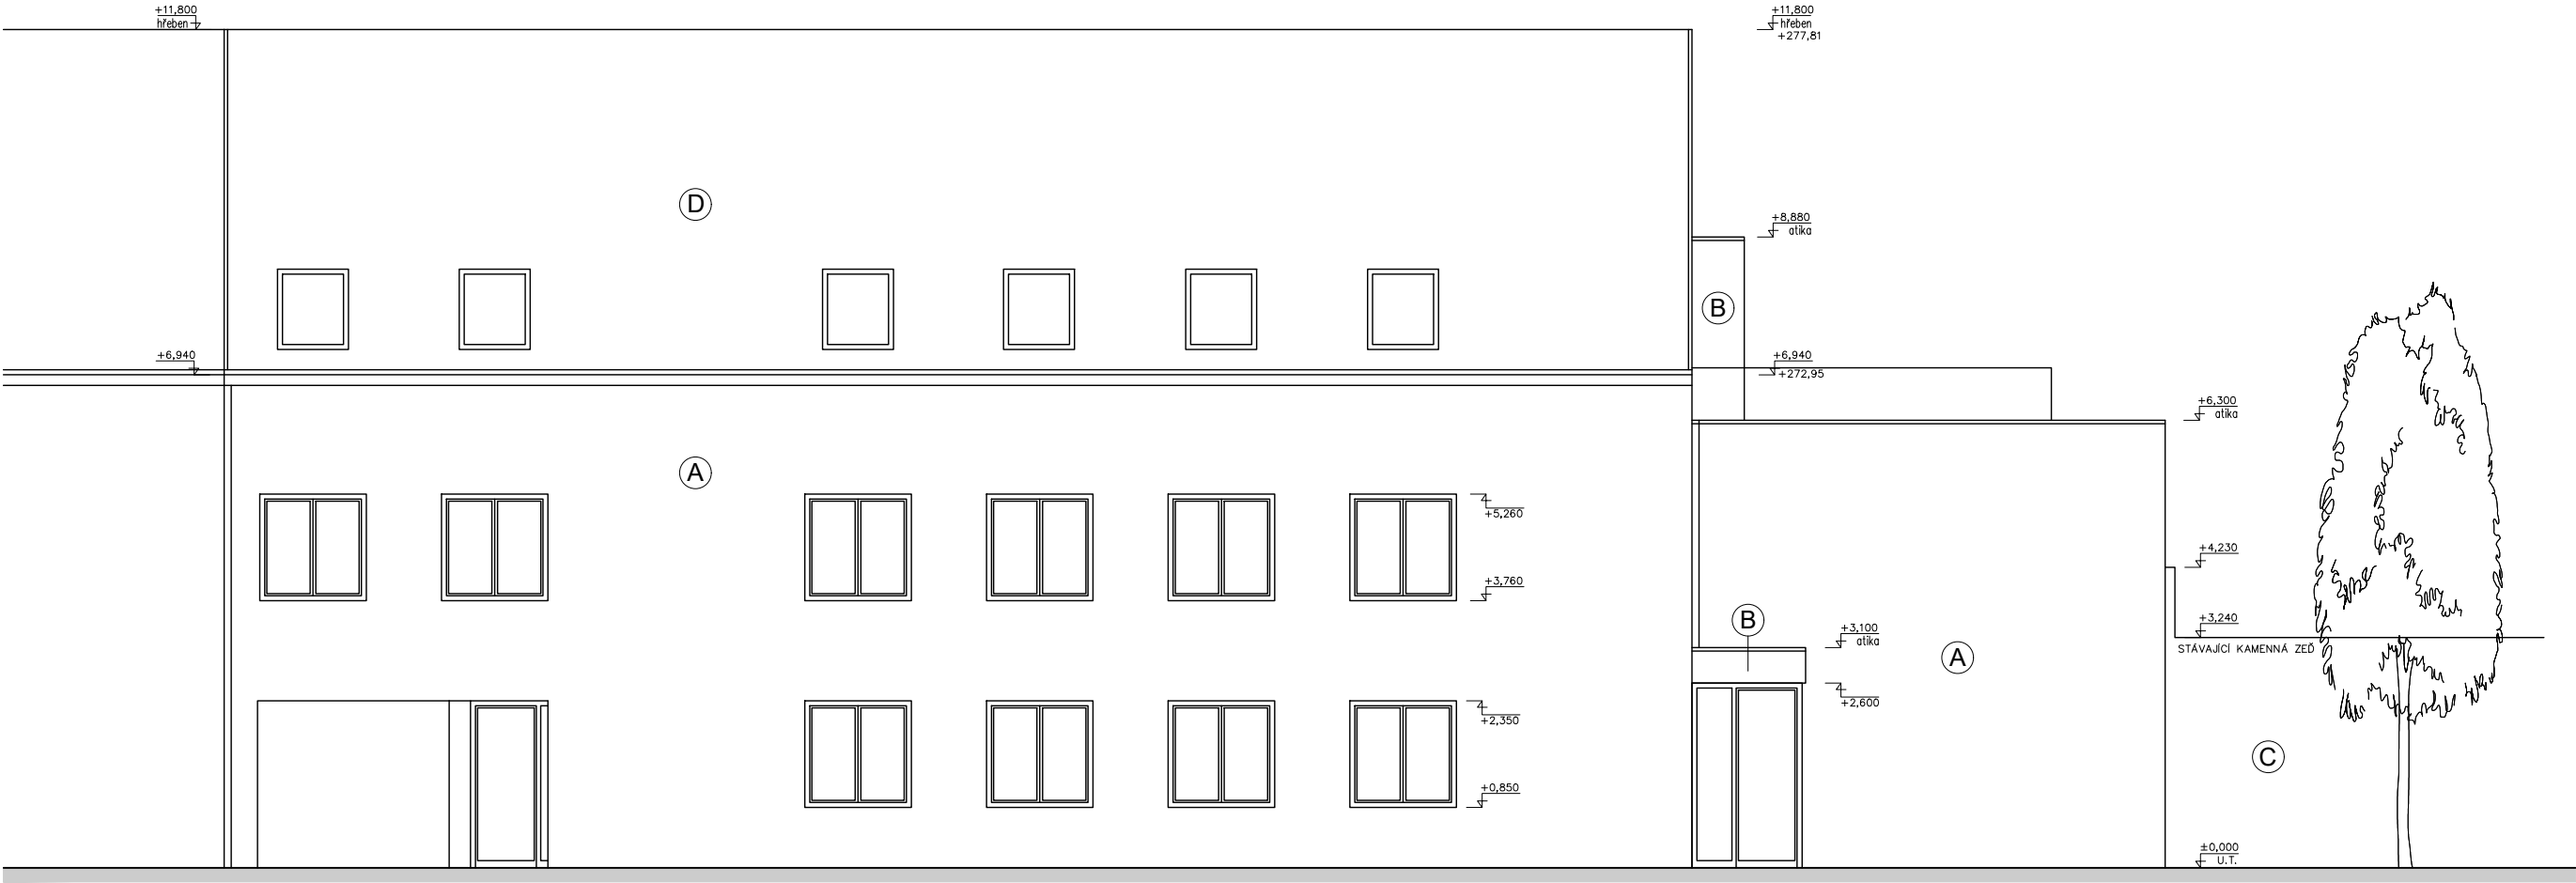 +11,800
hřeben
+11,800
hřeben
+277,81
D
+8,880
atika
B
+6,940
+6,940
+272,95
+6,300
atika
A
+5,260
+4,230
+3,760
B
+3,100
atika
+3,240
STÁVAJÍCÍ KAMENNÁ ZEĎ
A
+2,600
+2,350
C
+0,850
±0,000
U.T.